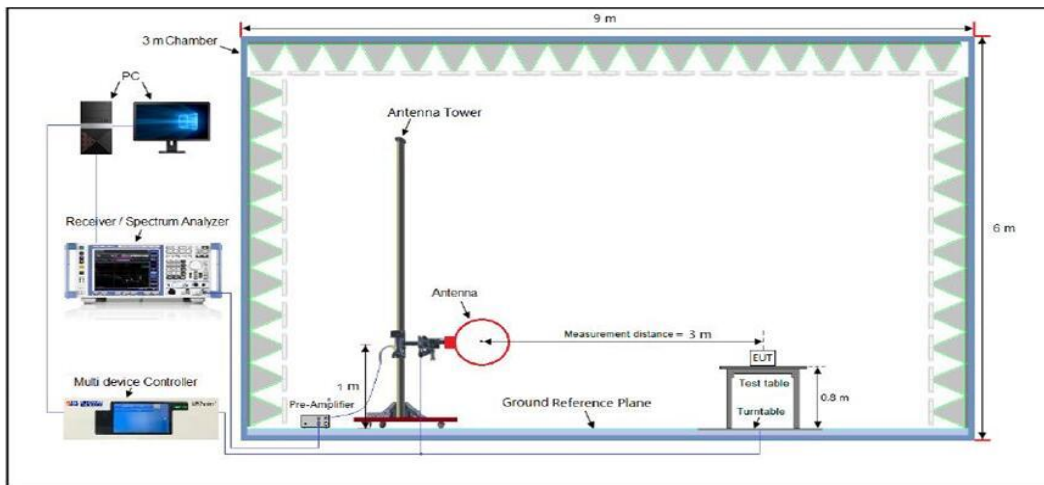 9 m
3 m Chamber
PC
Antenna Tower
Receiver / Spectrum Analyzer
6 m
Antenna
Measurement distance = 3 m
EUT
1 m
Multi device Controller
Test table
0.8 m
Pre-Amplifier
Ground Reference Plane
Turntable